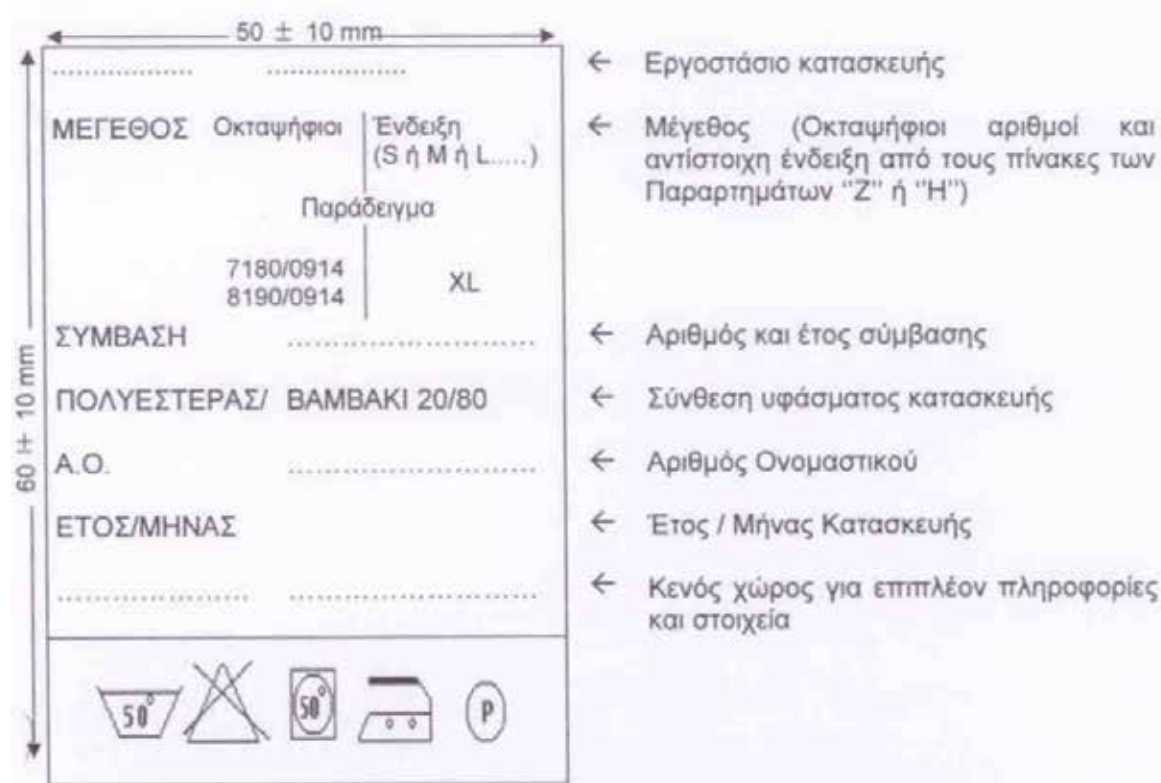 50 ± 10 mm
.................. ..................
← Εργοστάσιο κατασκευής
ΜΕΓΕΘΟΣ Οκταψήφιοι Ένδειξη
(S ή M ή L.....)
← Μέγεθος (Οκταψήφιοι αριθμοί και
αντίστοιχη ένδειξη από τους πίνακες των
Παραρτημάτων "Ζ" ή "Η")
Παράδειγμα
7180/0914
8190/0914
XL
ΣΥΜΒΑΣΗ ................................
← Αριθμός και έτος σύμβασης
ΠΟΛΥΕΣΤΕΡΑΣ/ ΒΑΜΒΑΚΙ 20/80
← Σύνθεση υφάσματος κατασκευής
Α.Ο. ................................
← Αριθμός Ονομαστικού
ΕΤΟΣ/ΜΗΝΑΣ
← Έτος / Μήνας Κατασκευής
........................ ................................
← Κενός χώρος για επιπλέον πληροφορίες
και στοιχεία
60 ± 10 mm
50° 50° P